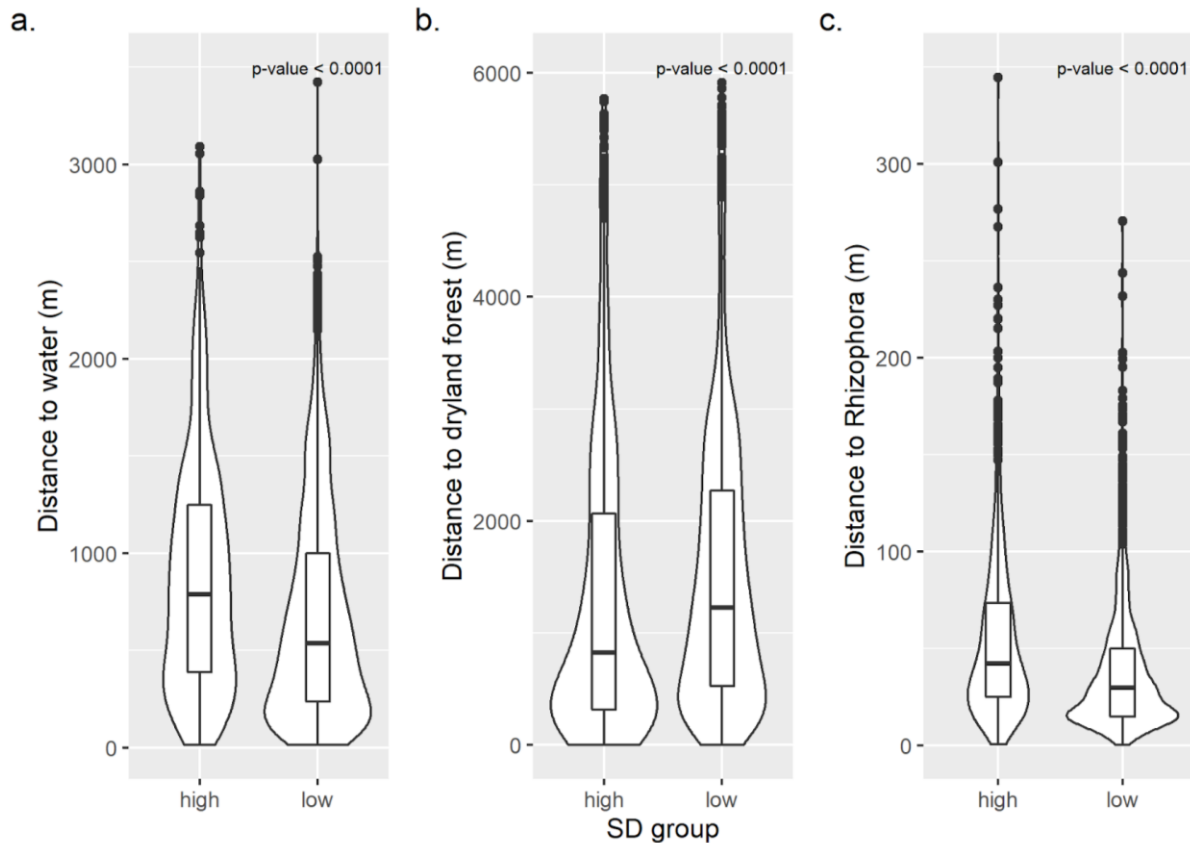 a.
p-value < 0.0001
Distance to water (m)
3000
2000
1000
0
high low
b.
p-value < 0.0001
Distance to dryland forest (m)
6000
4000
2000
0
high low
SD group
c.
p-value < 0.0001
Distance to Rhizophora (m)
300
200
100
0
high low